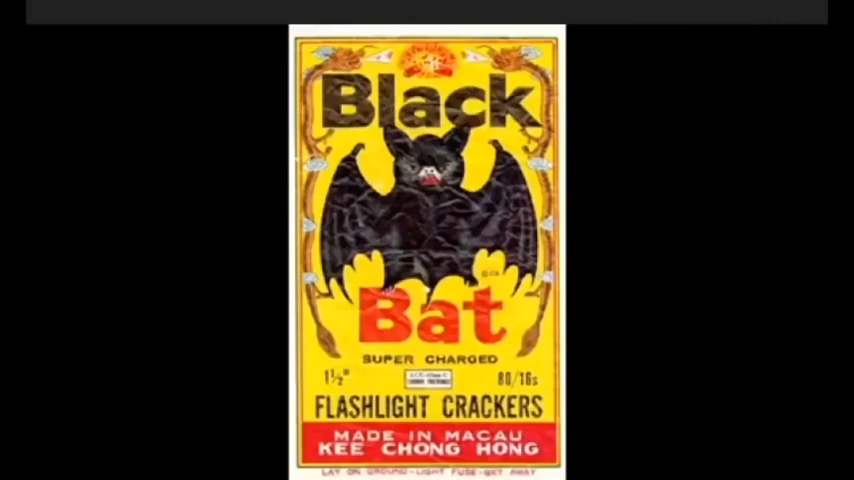 Black
Bat
SUPER CHARGED
1½" 80/16s
FLASHLIGHT CRACKERS
MADE IN MACAU
KEE CHONG HONG
LAY ON GROUND-LIGHT FUSE-GET AWAY